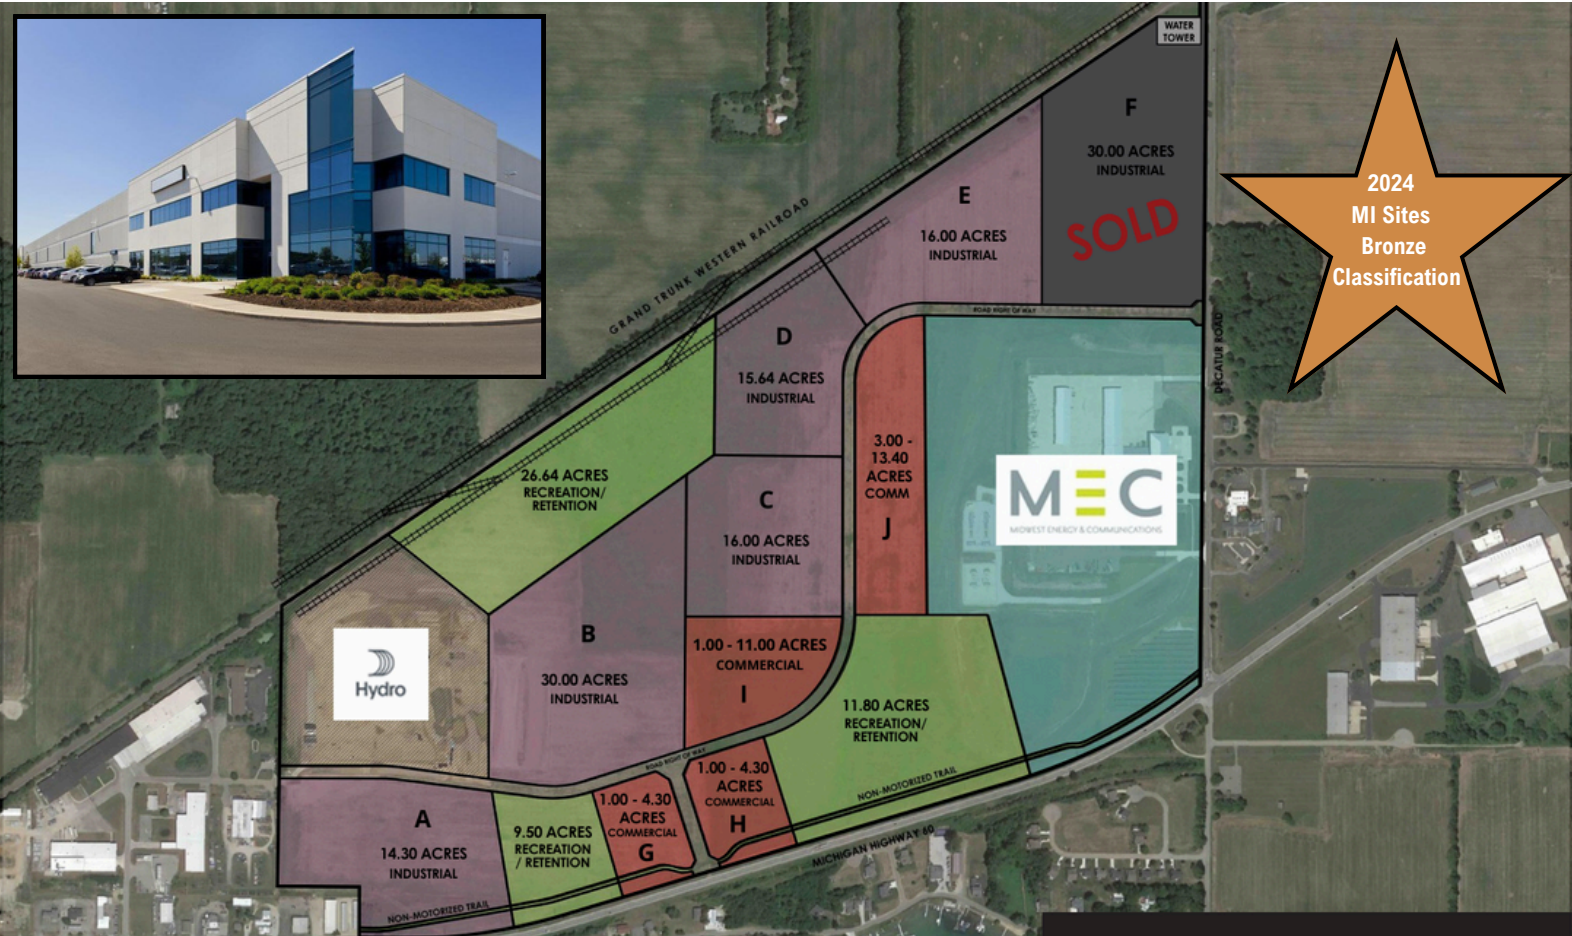 WATER
TOWER
F
30.00 ACRES
INDUSTRIAL
SOLD
2024
MI Sites
Bronze
Classification
E
16.00 ACRES
INDUSTRIAL
GRAND TRUNK WESTERN RAILROAD
ROAD RIGHT OF WAY
DECATUR ROAD
D
15.64 ACRES
INDUSTRIAL
3.00 -
13.40
ACRES
COMM
J
MEC
MIDWEST ENERGY & COMMUNICATIONS
26.64 ACRES
RECREATION/
RETENTION
C
16.00 ACRES
INDUSTRIAL
B
30.00 ACRES
INDUSTRIAL
1.00 - 11.00 ACRES
COMMERCIAL
I
Hydro
11.80 ACRES
RECREATION/
RETENTION
ROAD RIGHT OF WAY
1.00 - 4.30
ACRES
COMMERCIAL
H
1.00 - 4.30
ACRES
COMMERCIAL
G
NON-MOTORIZED TRAIL
MICHIGAN HIGHWAY 60
A
14.30 ACRES
INDUSTRIAL
9.50 ACRES
RECREATION
/ RETENTION
NON-MOTORIZED TRAIL